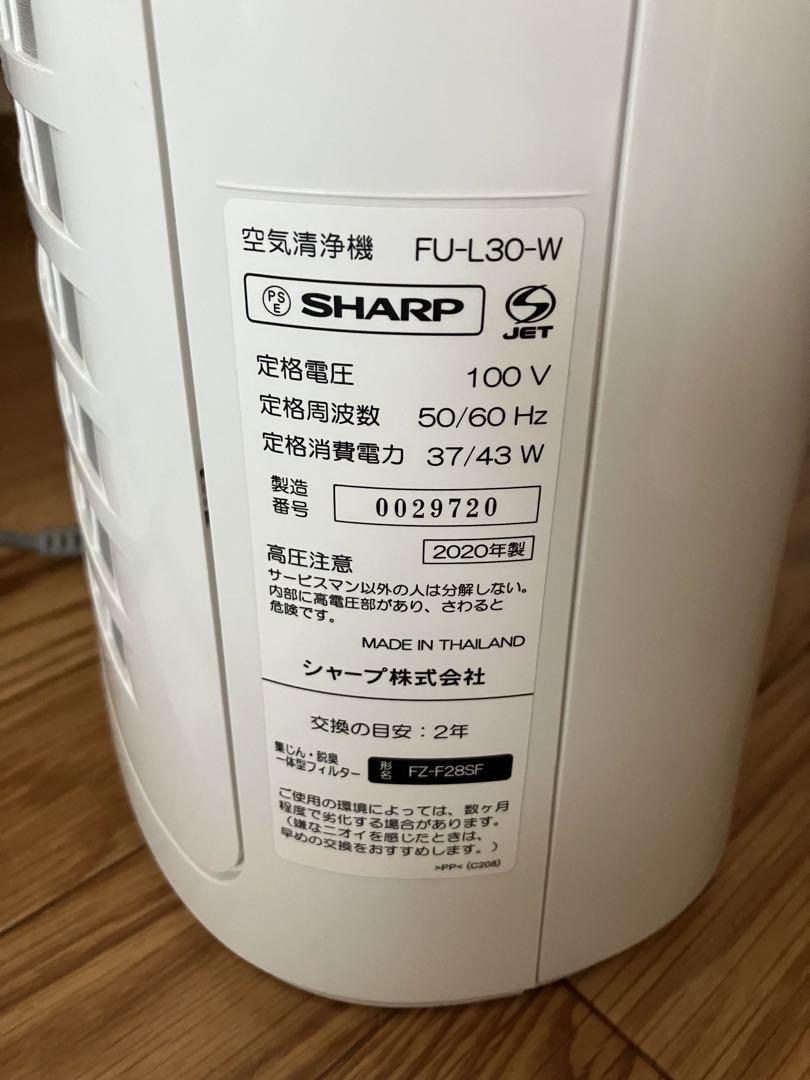 空気清浄機 FU-L30-W
PSE SHARP JET
定格電圧 100 V
定格周波数 50/60 Hz
定格消費電力 37/43 W
製造番号 0029720
2020年製
高圧注意
サービスマン以外の人は分解しない。
内部に高電圧部があり、さわると
危険です。
MADE IN THAILAND
シャープ株式会社
交換の目安：2年
集じん・脱臭
一体型フィルター 形名 FZ-F28SF
ご使用の環境によっては、数ヶ月
程度で劣化する場合があります。
（嫌なニオイを感じたときは、
早めの交換をおすすめします。）
>PP< (C208)